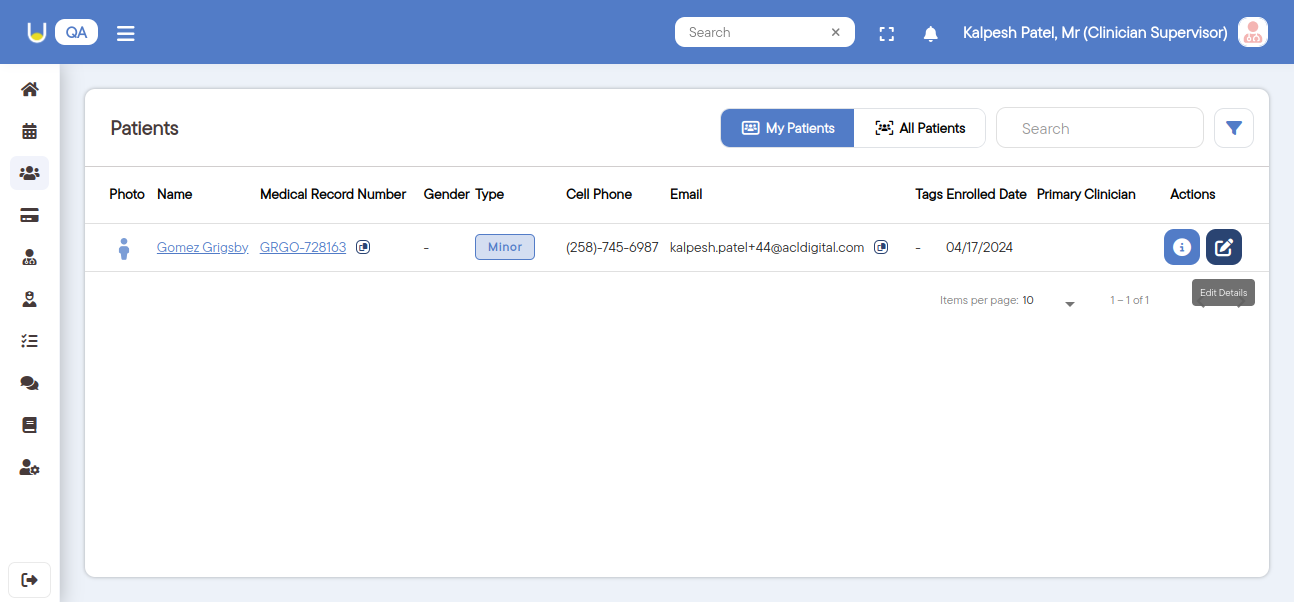 QA
Search
Kalpesh Patel, Mr (Clinician Supervisor)
Patients
My Patients
All Patients
Search
Photo Name Medical Record Number Gender Type Cell Phone Email Tags Enrolled Date Primary Clinician Actions
Gomez Grigsby GRGO-728163 - Minor (258)-745-6987 kalpesh.patel+44@acldigital.com - 04/17/2024
Edit Details
Items per page: 10
1 – 1 of 1